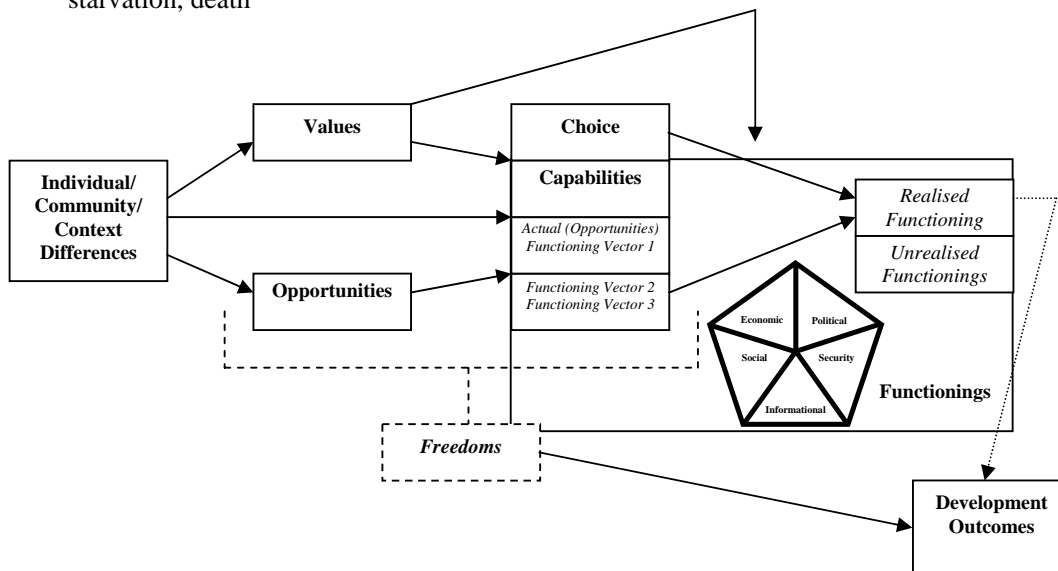 starvation, death
Values
Choice
Individual/
Community/
Context
Differences
Capabilities
Actual (Opportunities)
Functioning Vector 1
Realised
Functioning
Unrealised
Functionings
Opportunities
Functioning Vector 2
Functioning Vector 3
Economic
Political
Social
Security
Informational
Functionings
Freedoms
Development
Outcomes